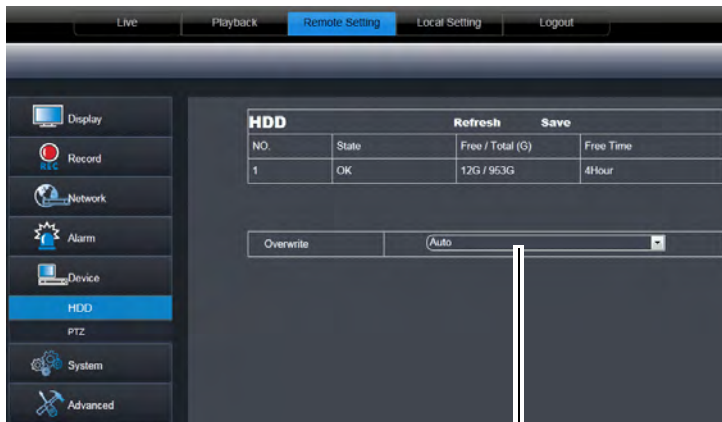 Live Playback Remote Setting Local Setting Logout
Display
Record
REC
Network
Alarm
Device
HDD
PTZ
System
Advanced
HDD Refresh Save
NO. State Free / Total (G) Free Time
1 OK 12G / 953G 4Hour
Overwrite Auto